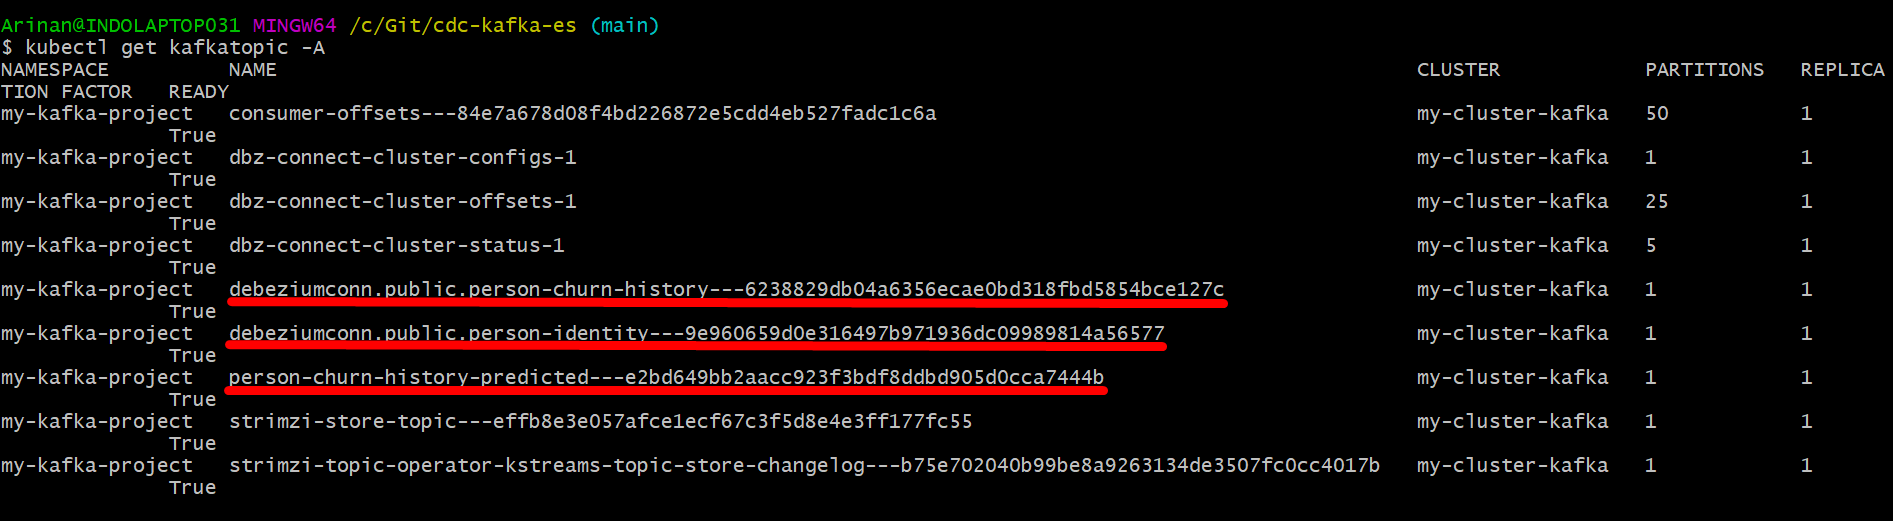 Arinan@INDOLAPTOP031 MINGW64 /c/Git/cdc-kafka-es (main)
$ kubectl get kafkatopic -A
NAMESPACE          NAME                                                                                               CLUSTER            PARTITIONS   REPLICA
TION FACTOR   READY
my-kafka-project   consumer-offsets---84e7a678d08f4bd226872e5cdd4eb527fadc1c6a                                        my-cluster-kafka   50           1
              True
my-kafka-project   dbz-connect-cluster-configs-1                                                                      my-cluster-kafka   1            1
              True
my-kafka-project   dbz-connect-cluster-offsets-1                                                                      my-cluster-kafka   25           1
              True
my-kafka-project   dbz-connect-cluster-status-1                                                                       my-cluster-kafka   5            1
              True
my-kafka-project   debeziumconn.public.person-churn-history---6238829db04a6356ecae0bd318fbd5854bce127c                my-cluster-kafka   1            1
              True
my-kafka-project   debeziumconn.public.person-identity---9e960659d0e316497b971936dc09989814a56577                     my-cluster-kafka   1            1
              True
my-kafka-project   person-churn-history-predicted---e2bd649bb2aacc923f3bdf8ddbd905d0cca7444b                          my-cluster-kafka   1            1
              True
my-kafka-project   strimzi-store-topic---effb8e3e057afce1ecf67c3f5d8e4e3ff177fc55                                     my-cluster-kafka   1            1
              True
my-kafka-project   strimzi-topic-operator-kstreams-topic-store-changelog---b75e702040b99be8a9263134de3507fc0cc4017b   my-cluster-kafka   1            1
              True